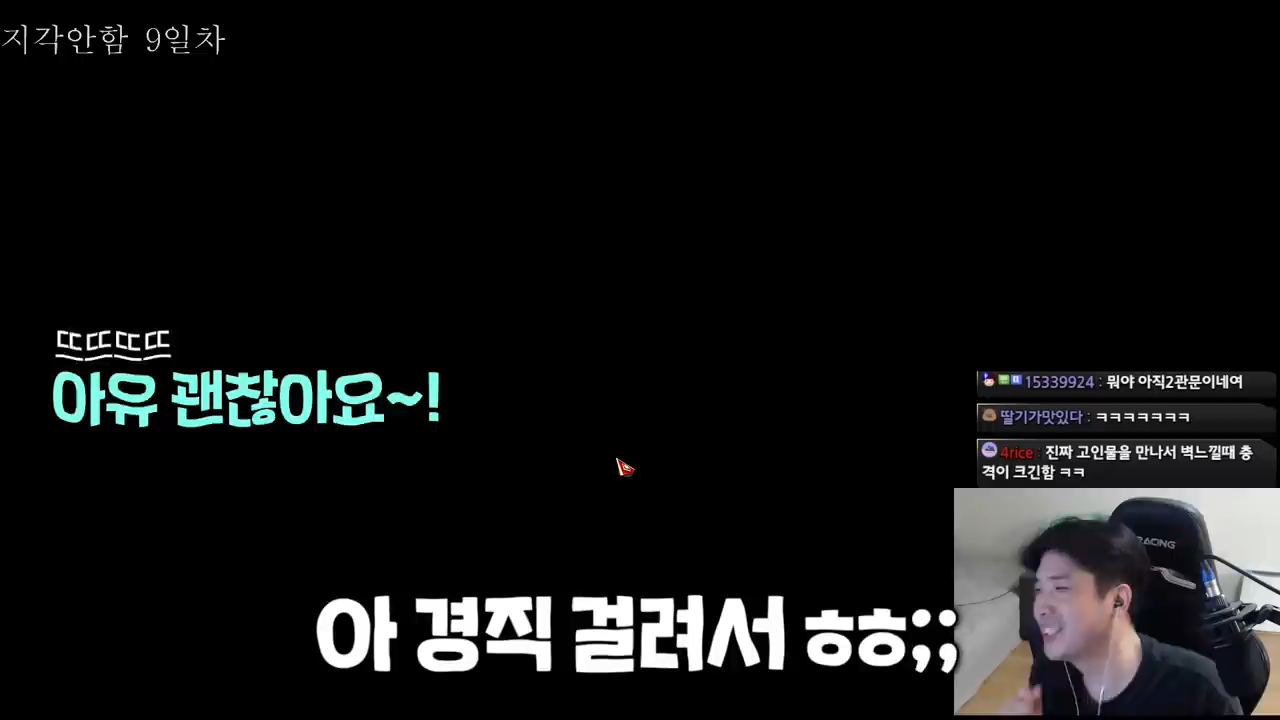 지각안함 9일차
뜨뜨뜨뜨
아유 괜찮아요~!
15339924 : 뭐야 아직2관문이네여
딸기가맛있다 : ㅋㅋㅋㅋㅋㅋㅋ
4rice : 진짜 고인물을 만나서 벽느낄때 충
격이 크긴함 ㅋㅋ
RACING
아 경직 걸려서 ㅎㅎ;;